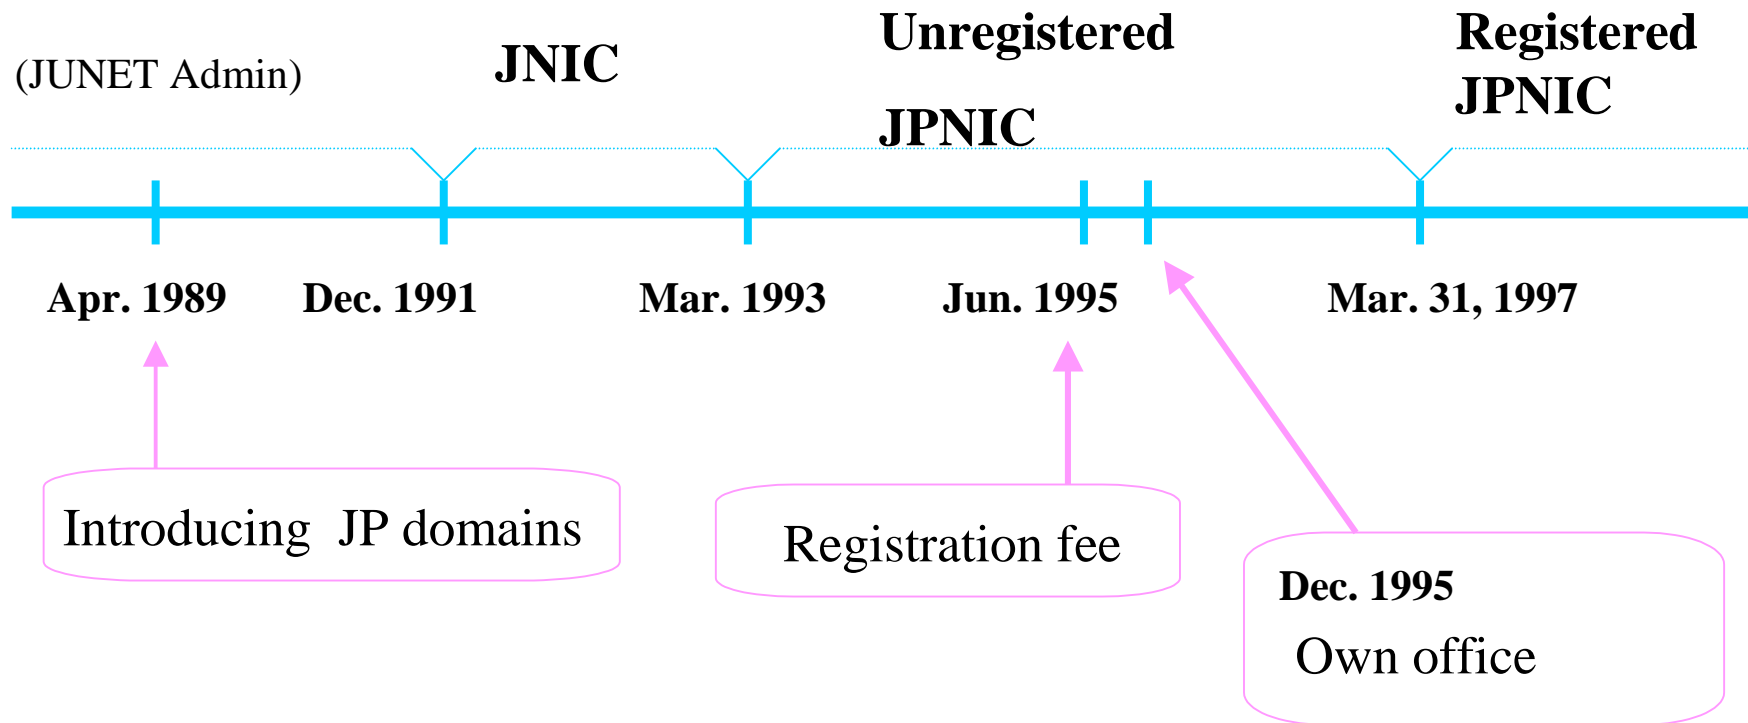 (JUNET Admin)
JNIC
Unregistered
JPNIC
Registered
JPNIC
Apr. 1989
Dec. 1991
Mar. 1993
Jun. 1995
Mar. 31, 1997
Introducing JP domains
Registration fee
Dec. 1995
Own office